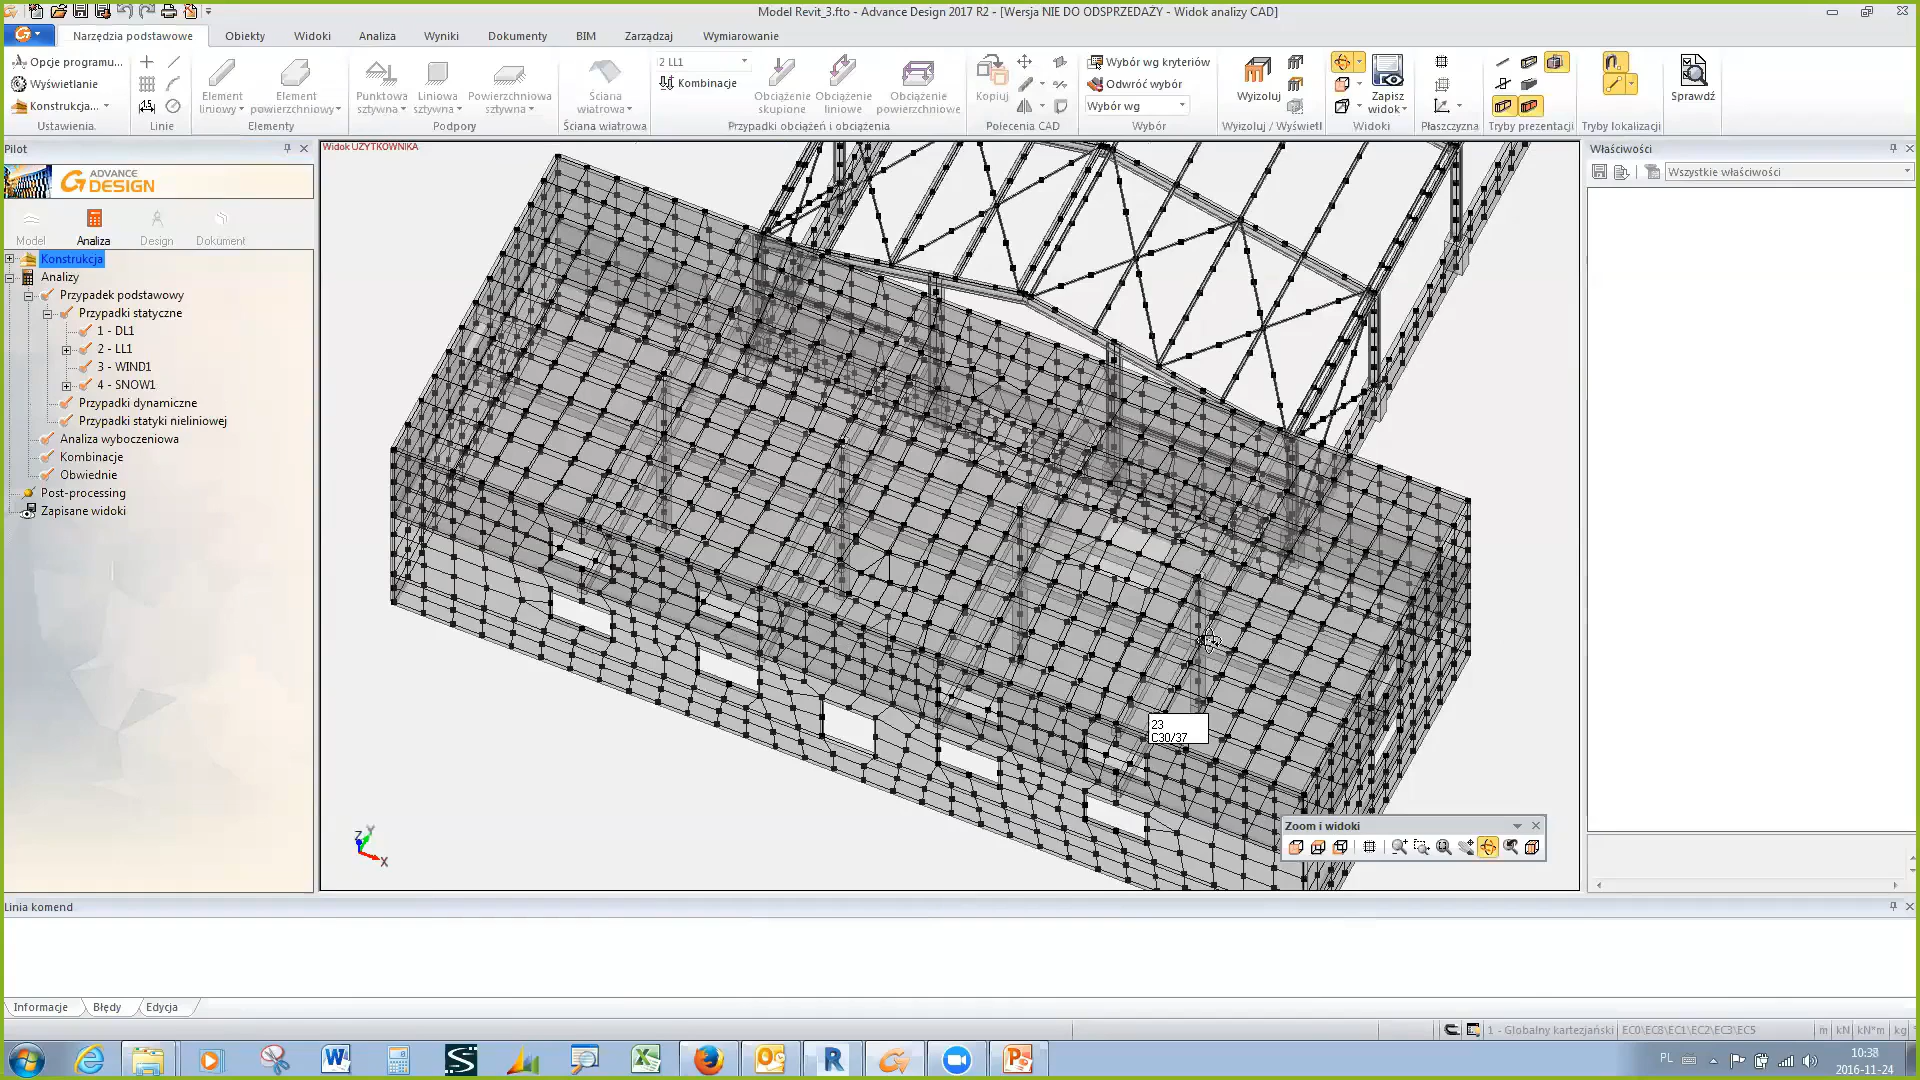 Model Revit_3.fto - Advance Design 2017 R2 - [Wersja NIE DO ODSPRZEDAŻY - Widok analizy CAD]
Narzędzia podstawowe Obiekty Widoki Analiza Wyniki Dokumenty BIM Zarządzaj Wymiarowanie
Opcje programu...
Wyświetlanie
Konstrukcja...
Ustawienia.
Linie
Element liniowy
Element powierzchniowy
Elementy
Punktowa sztywna
Liniowa sztywna
Powierzchniowa sztywna
Podpory
Ściana wiatrowa
Ściana wiatrowa
2 LL1
Kombinacje
Obciążenie skupione
Obciążenie liniowe
Obciążenie powierzchniowe
Przypadki obciążeń i obciążenia
Kopiuj
Polecenia CAD
Wybór wg kryteriów
Odwróć wybór
Wybór wg
Wybór
Wyizoluj
Wyizoluj / Wyświetl
Zapisz widok
Widoki
Płaszczyzna
Tryby prezentacji
Tryby lokalizacji
Sprawdź
Pilot
ADVANCE
DESIGN
Model Analiza Design Dokument
Konstrukcja
Analizy
Przypadek podstawowy
Przypadki statyczne
1 - DL1
2 - LL1
3 - WIND1
4 - SNOW1
Przypadki dynamiczne
Przypadki statyki nieliniowej
Analiza wyboczeniowa
Kombinacje
Obwiednie
Post-processing
Zapisane widoki
Widok UŻYTKOWNIKA
23
C30/37
Z Y
X
Zoom i widoki
Właściwości
Wszystkie właściwości
Linia komend
Informacje Błędy Edycja
1 - Globalny kartezjański EC0\EC8\EC1\EC2\EC3\EC5 m kN kN*m kg
PL
10:38
2016-11-24